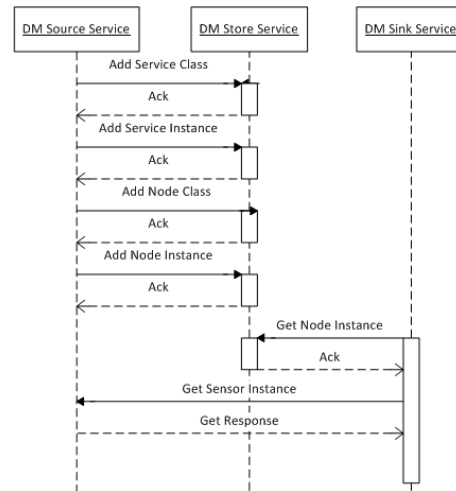 DM Source Service
DM Store Service
DM Sink Service
Add Service Class
Ack
Add Service Instance
Ack
Add Node Class
Ack
Add Node Instance
Ack
Get Node Instance
Ack
Get Sensor Instance
Get Response